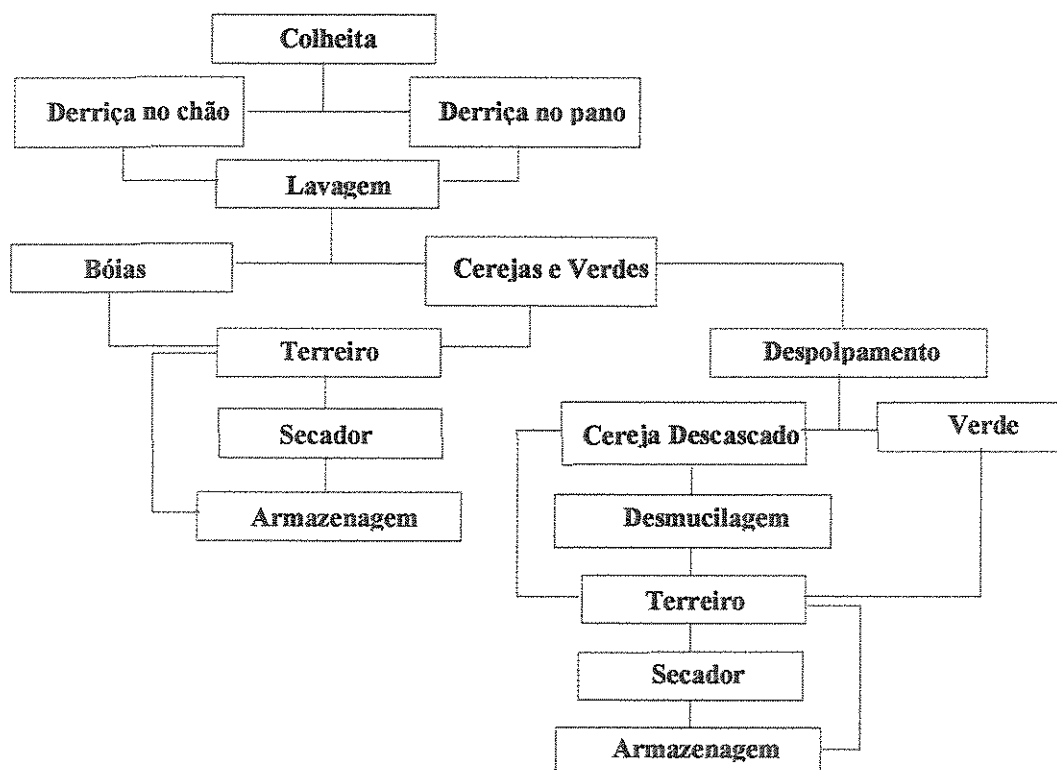 Colheita
Derriça no chão
Derriça no pano
Lavagem
Bóias
Cerejas e Verdes
Terreiro
Despolpamento
Secador
Cereja Descascado
Verde
Armazenagem
Desmucilagem
Terreiro
Secador
Armazenagem